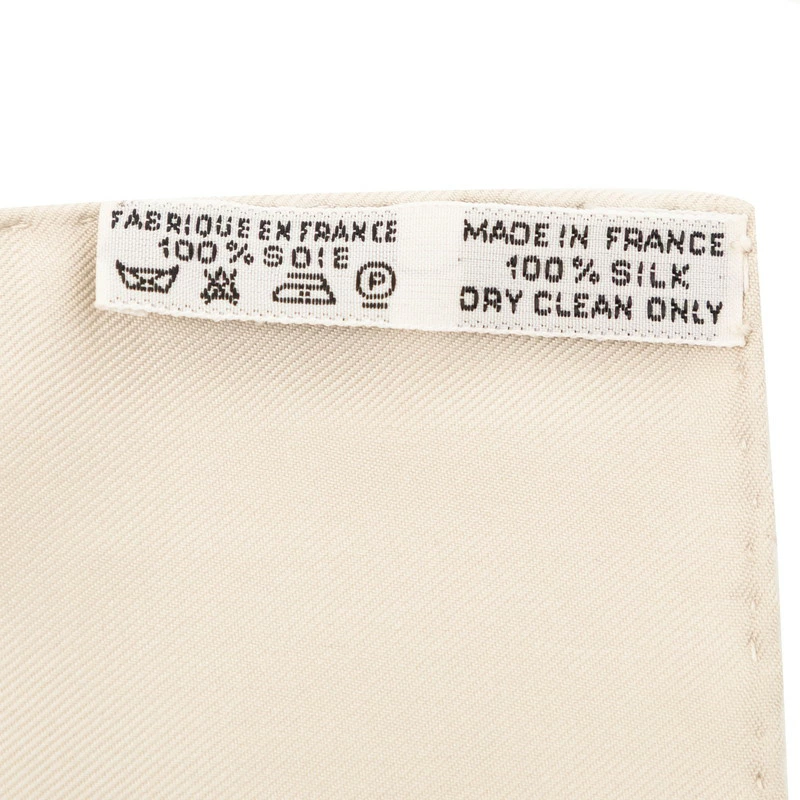 FABRIQUE EN FRANCE
100% SOIE
P
MADE IN FRANCE
100% SILK
DRY CLEAN ONLY